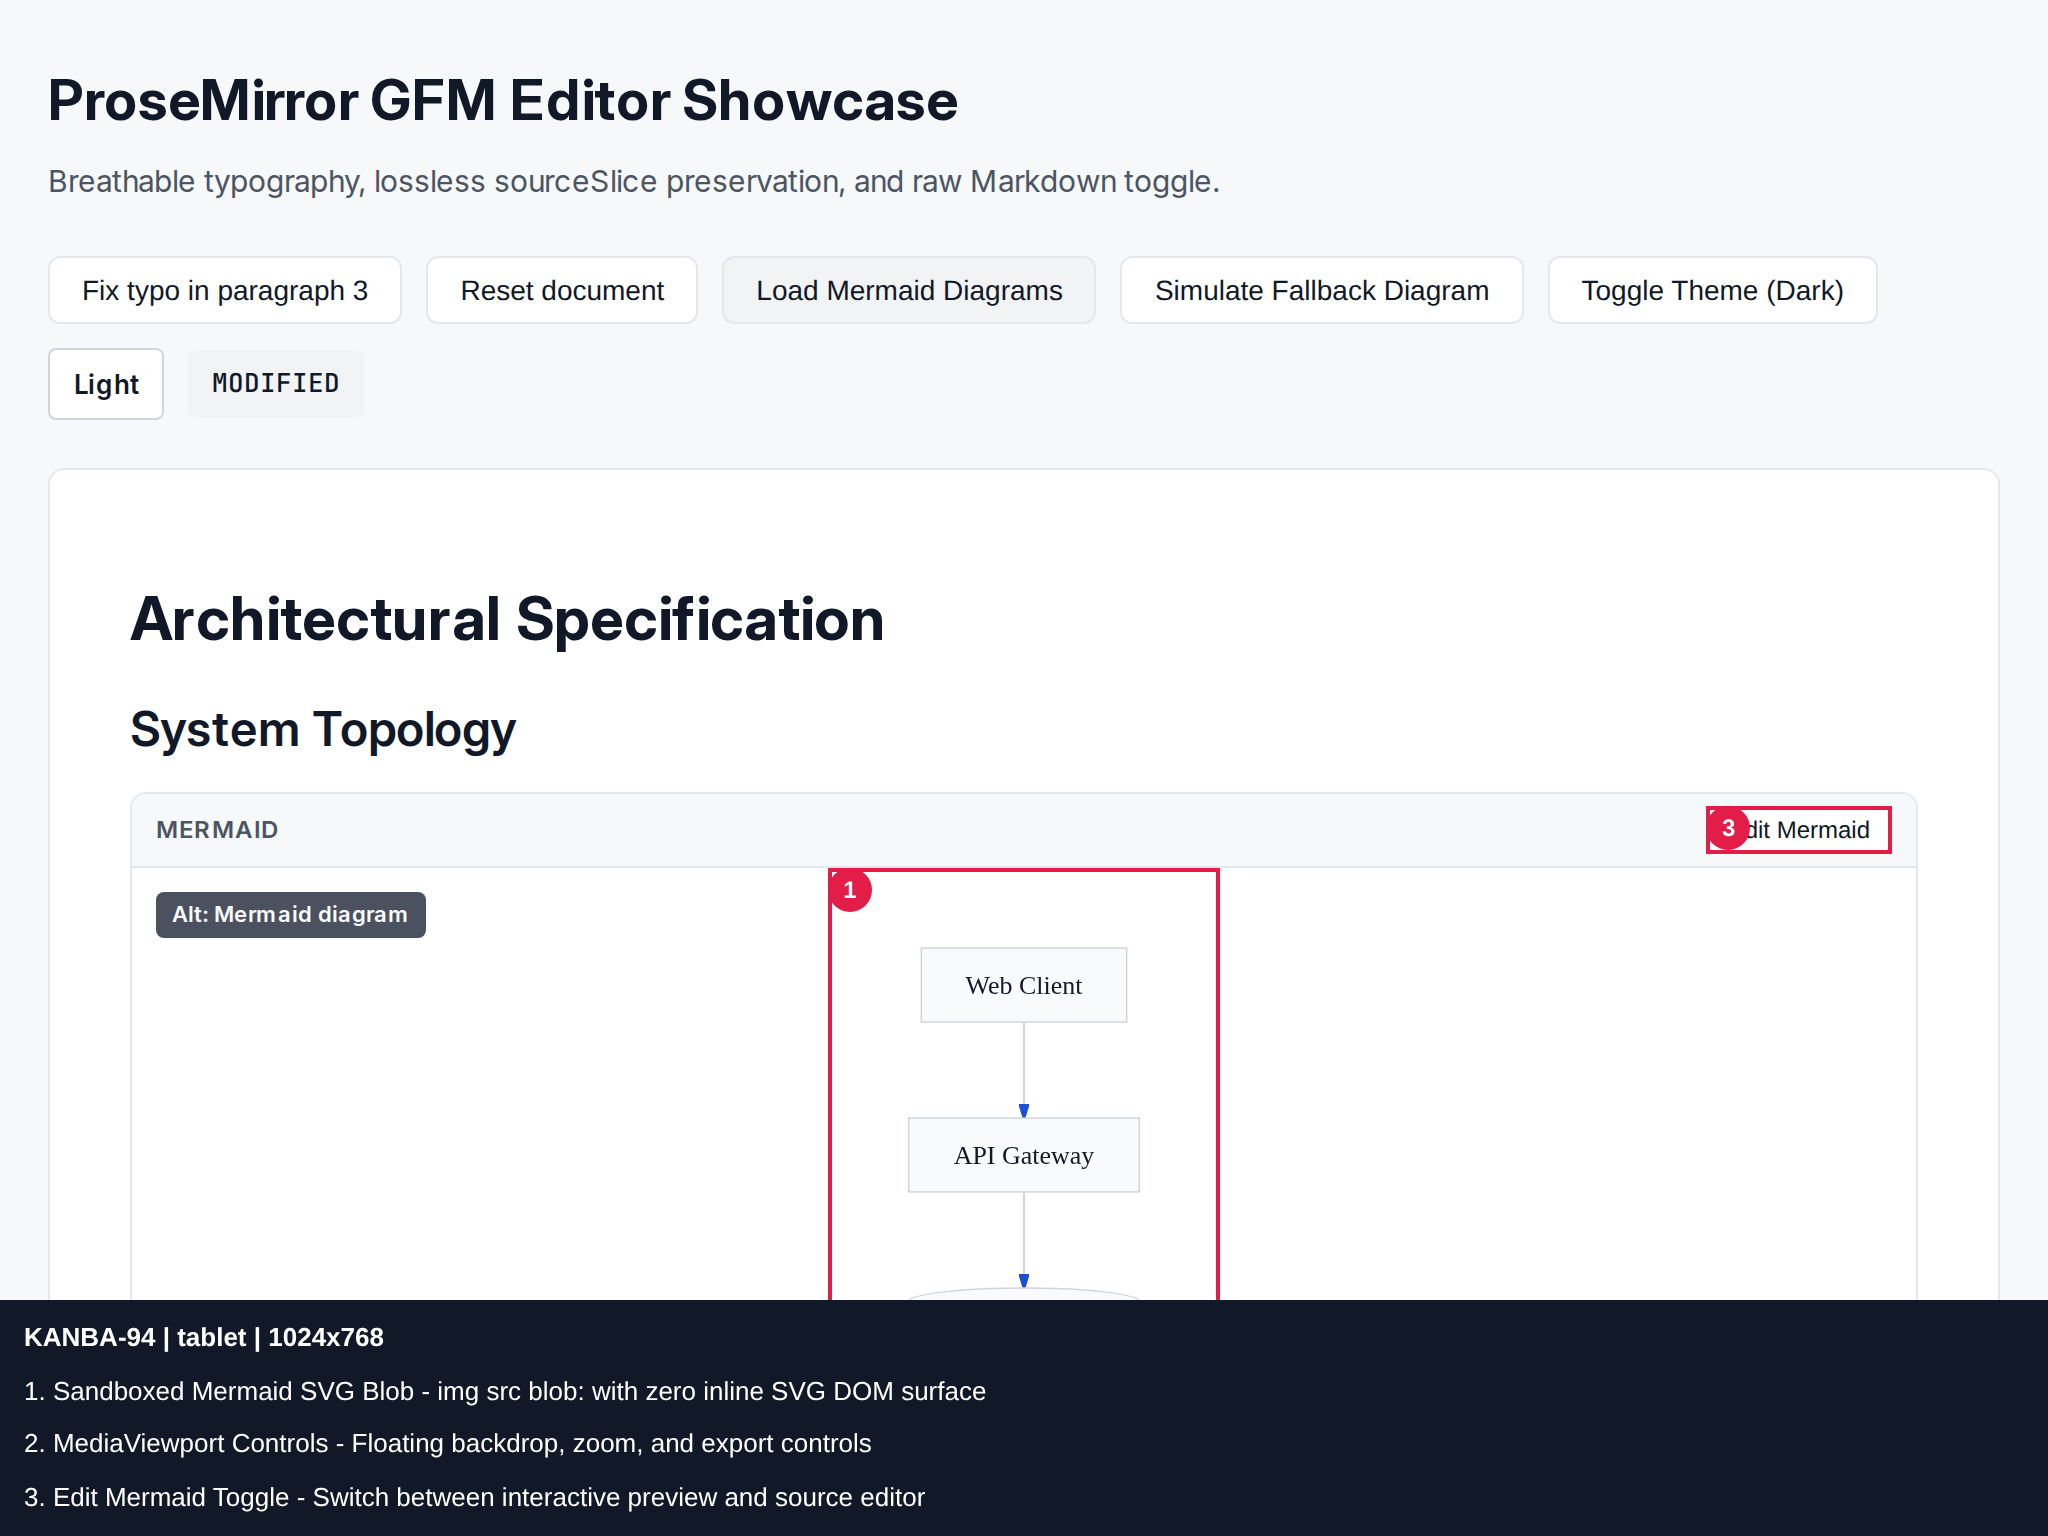 ProseMirror GFM Editor Showcase
Breathable typography, lossless sourceSlice preservation, and raw Markdown toggle.
Fix typo in paragraph 3
Reset document
Load Mermaid Diagrams
Simulate Fallback Diagram
Toggle Theme (Dark)
Light
MODIFIED
Architectural Specification
System Topology
MERMAID
3
dit Mermaid
1
Alt: Mermaid diagram
Web Client
API Gateway
KANBA-94 | tablet | 1024x768
1. Sandboxed Mermaid SVG Blob - img src blob: with zero inline SVG DOM surface
2. MediaViewport Controls - Floating backdrop, zoom, and export controls
3. Edit Mermaid Toggle - Switch between interactive preview and source editor